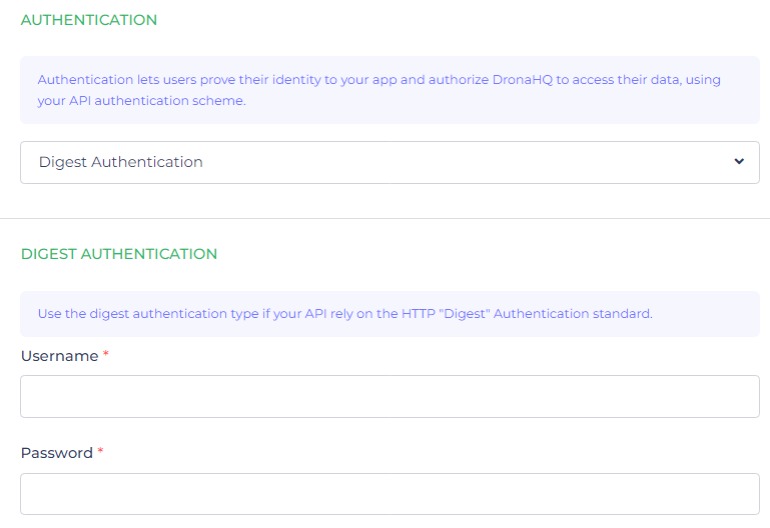 AUTHENTICATION
Authentication lets users prove their identity to your app and authorize DronaHQ to access their data, using
your API authentication scheme.
Digest Authentication
DIGEST AUTHENTICATION
Use the digest authentication type if your API rely on the HTTP "Digest" Authentication standard.
Username *
Password *